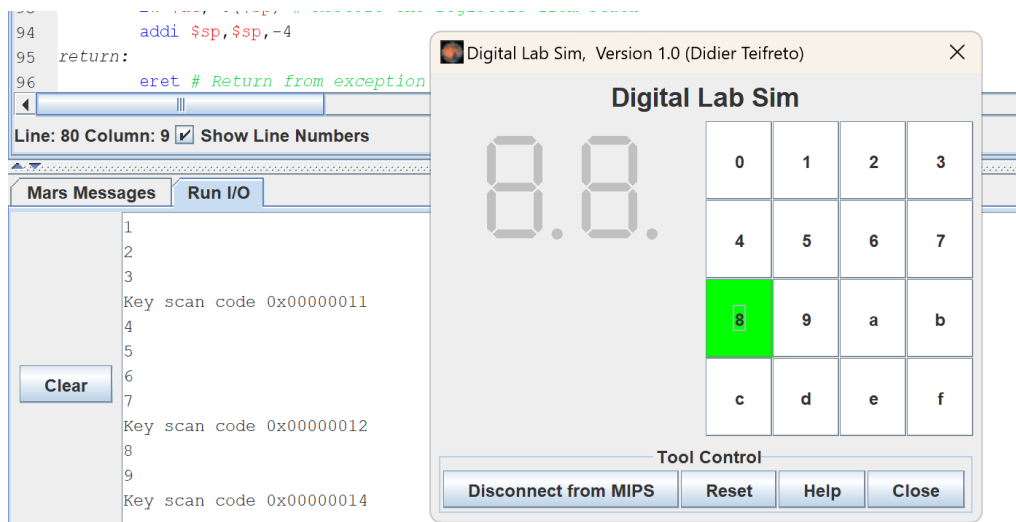 94 addi $sp,$sp,-4
95 return:
96 eret # Return from exception
Line: 80 Column: 9 Show Line Numbers
Mars Messages Run I/O
Clear
1
2
3
Key scan code 0x00000011
4
5
6
7
Key scan code 0x00000012
8
9
Key scan code 0x00000014
Digital Lab Sim, Version 1.0 (Didier Teifreto)
Digital Lab Sim
8.8.
0 1 2 3
4 5 6 7
8 9 a b
c d e f
Tool Control
Disconnect from MIPS Reset Help Close